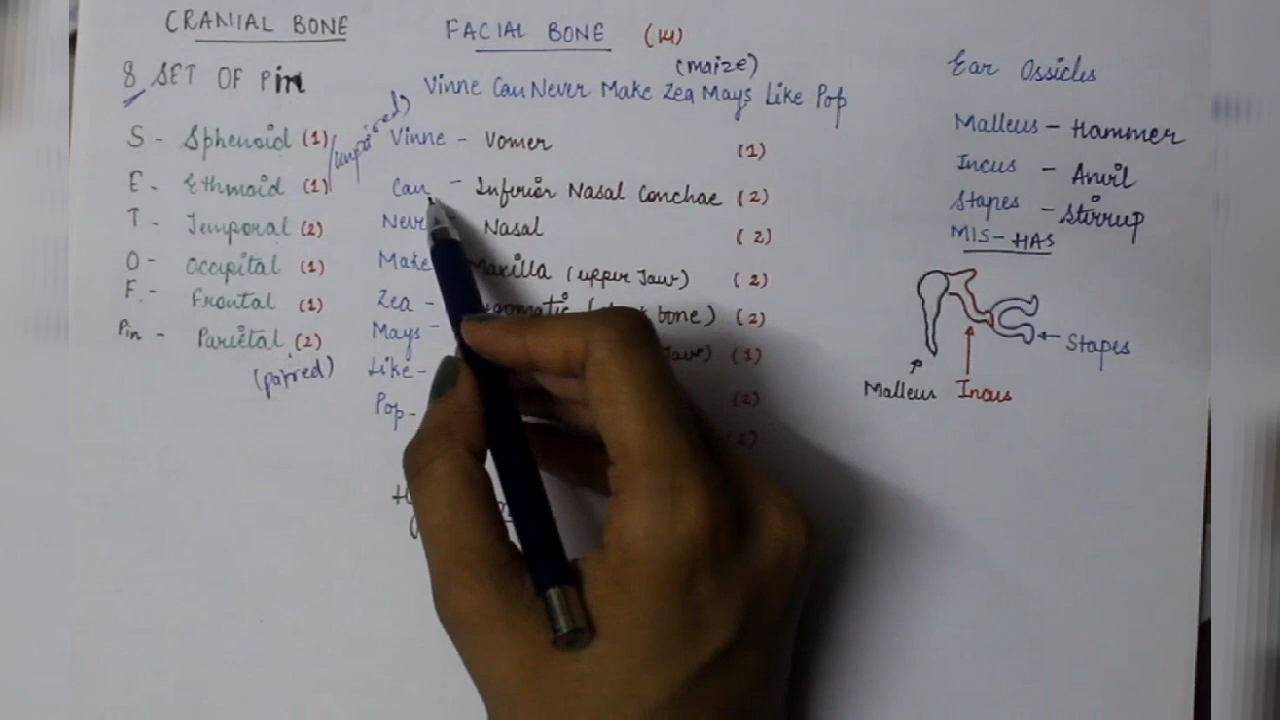 CRANIAL BONE
8 SET OF Pin
S - Sphenoid (1)
E - Ethmoid (1)
(unpaired)
T - Temporal (2)
O - Occipital (1)
F - Frontal (1)
Pin - Parietal (2)
(paired)
FACIAL BONE (14)
(maize)
Vinne Can Never Make Zea Mays Like Pop
Vinne - Vomer (1)
Can - Inferior Nasal Conchae (2)
Nasal (2)
Make Maxilla (upper Jaw) (2)
Zea - bone) (2)
Mays - Jaw) (1)
Like - (2)
Pop - (2)
Ear Ossicles
Malleus - Hammer
Incus - Anvil
Stapes - Stirrup
MIS - HAS
Stapes
Malleus Incus